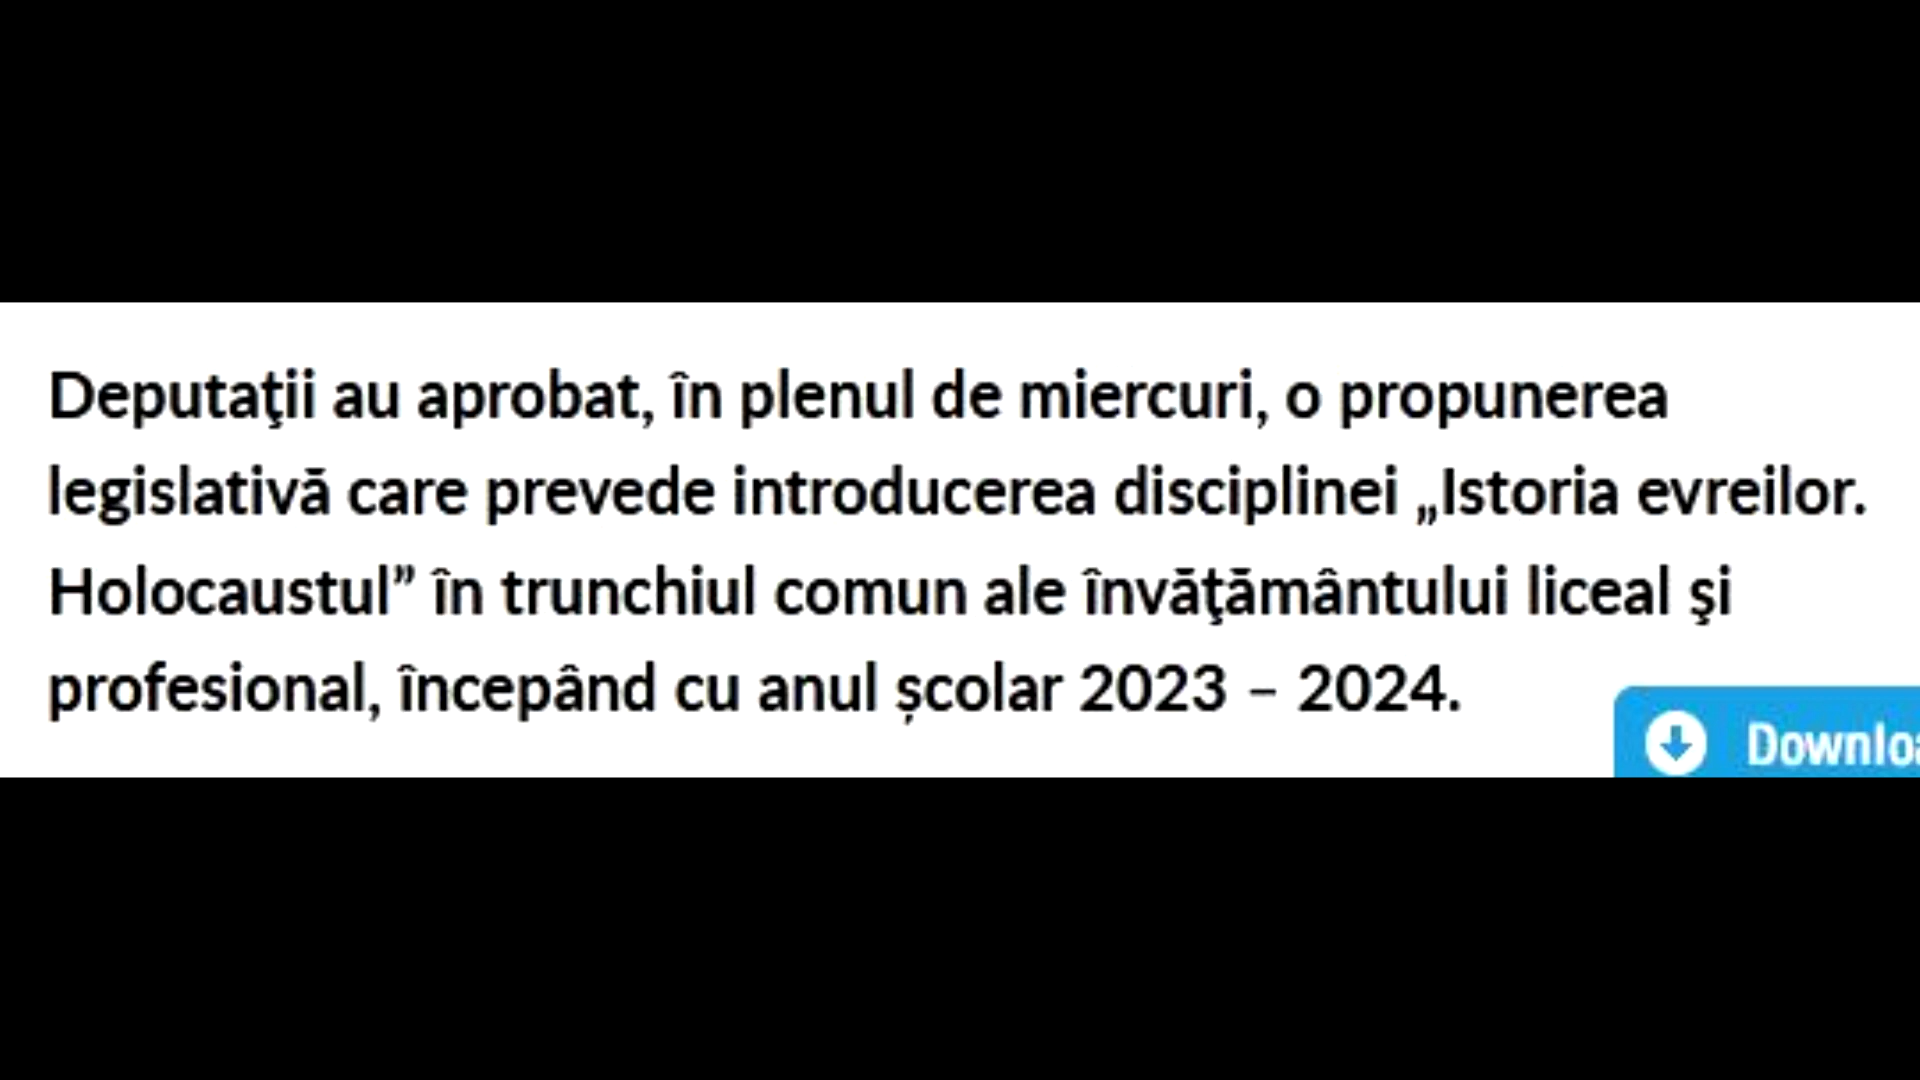 Deputaţii au aprobat, în plenul de miercuri, o propunerea
legislativă care prevede introducerea disciplinei „Istoria evreilor.
Holocaustul” în trunchiul comun ale învăţământului liceal şi
profesional, începând cu anul școlar 2023 – 2024.